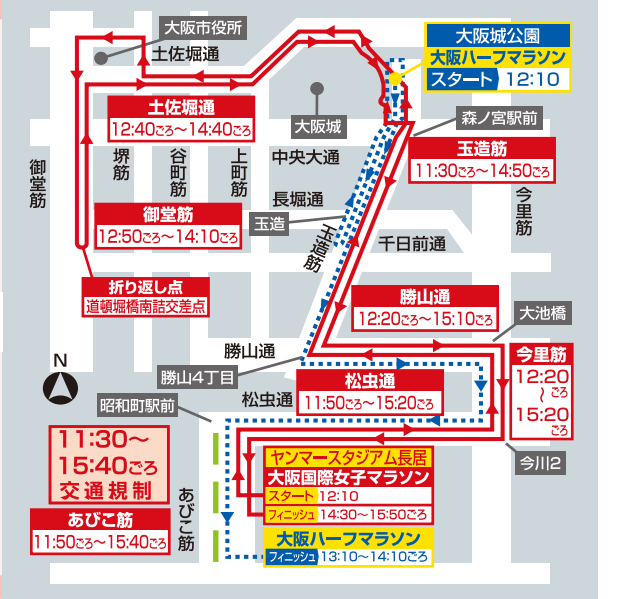 大阪市役所
土佐堀通
大阪城公園
大阪ハーフマラソン
スタート 12:10
土佐堀通
12:40ごろ〜14:40ごろ
大阪城
森ノ宮駅前
玉造筋
11:30ごろ〜14:50ごろ
御堂筋
堺筋
谷町筋
上町筋
中央大通
長堀通
今里筋
御堂筋
12:50ごろ〜14:10ごろ
玉造
玉造筋
千日前通
折り返し点
道頓堀橋南詰交差点
勝山通
12:20ごろ〜15:10ごろ
大池橋
勝山通
N
勝山4丁目
松虫通
11:50ごろ〜15:20ごろ
今里筋
12:20
ごろ
〜
15:20
ごろ
松虫通
昭和町駅前
11:30〜
15:40ごろ
交通規制
今川2
ヤンマースタジアム長居
大阪国際女子マラソン
スタート 12:10
フィニッシュ 14:30〜15:50ごろ
あびこ筋
あびこ筋
11:50ごろ〜15:40ごろ
大阪ハーフマラソン
フィニッシュ 13:10〜14:10ごろ